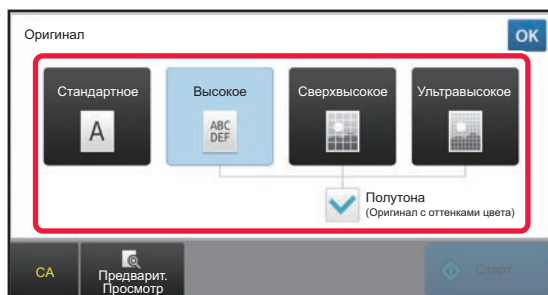 Оригинал
OK
Стандартное
Высокое
Сверхвысокое
Ультравысокое
A
ABC
DEF
Полутона
(Оригинал с оттенками цвета)
CA
Предварит.
Просмотр
Старт